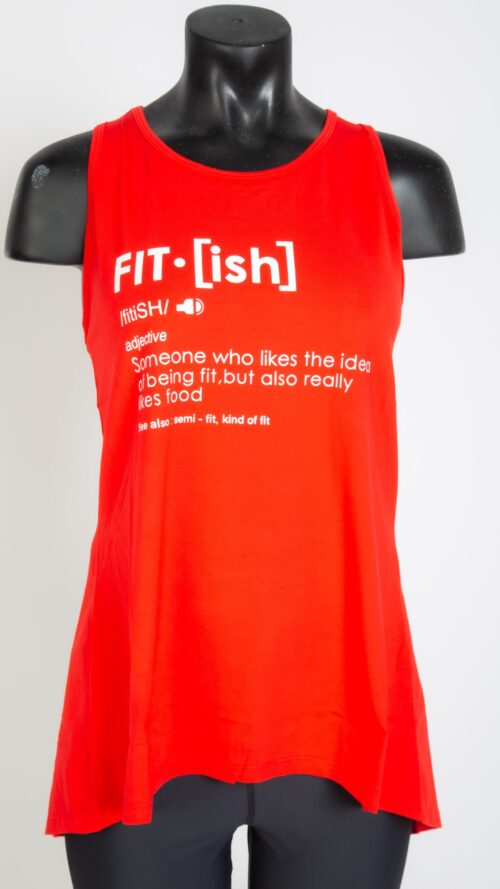 FIT•[ish]
/fitiSH/
adjective
Someone who likes the idea
of being fit,but also really
likes food
See also : semi - fit, kind of fit